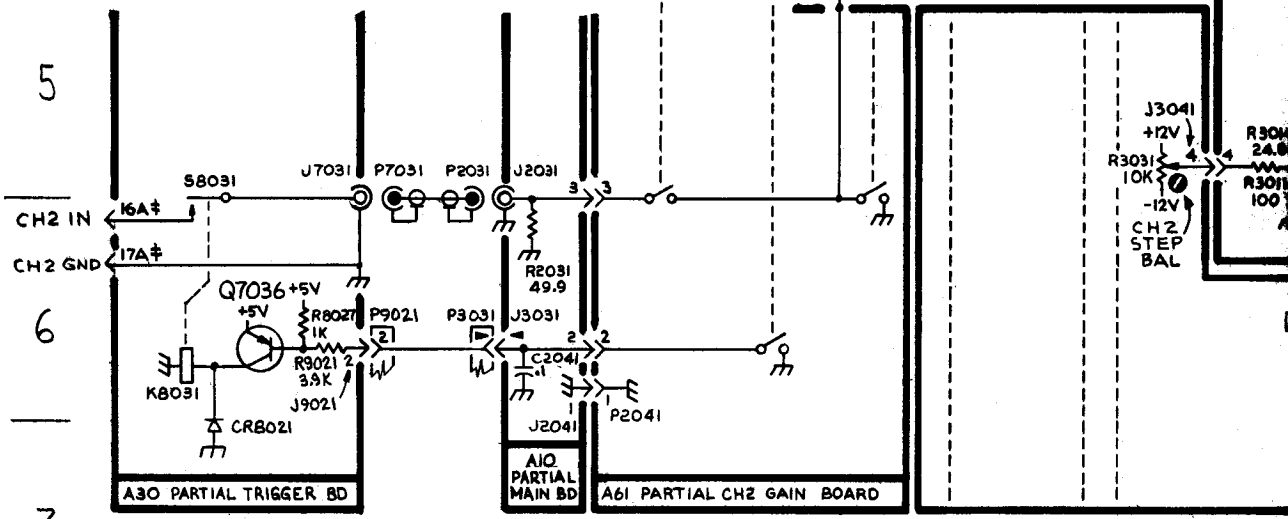 5
J3041
+12V
4
4
R3031
10K
24.
R3011
100
-12V
CH2
STEP
BAL
S8031
J7031
P7031
P2031
J2031
3
3
CH2 IN
16A‡
CH2 GND
17A‡
R2031
49.9
6
Q7036
+5V
+5V
R8027
1K
P9021
2
P3031
J3031
2
2
R9021
3.9K
2
C2041
.1
K8031
J9021
CR8021
1
1
P2041
J2041
A30 PARTIAL TRIGGER BD
A10
PARTIAL
MAIN BD
A61 PARTIAL CH2 GAIN BOARD